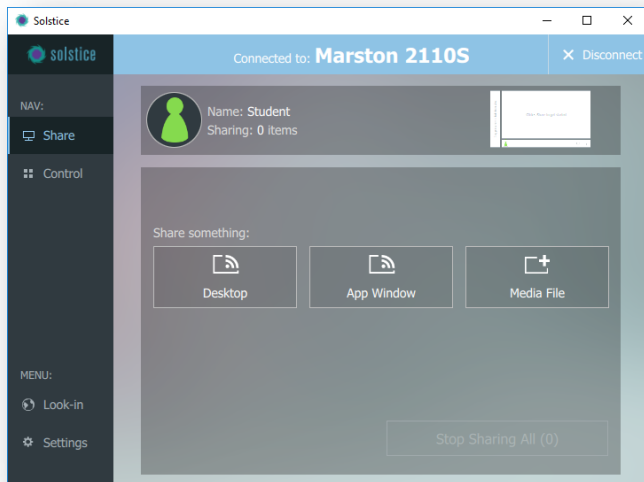 Solstice
solstice
Connected to: Marston 2110S
Disconnect
NAV:
Share
Control
Name: Student
Sharing: 0 items
Share something:
Desktop
App Window
Media File
MENU:
Look-in
Settings
Stop Sharing All (0)